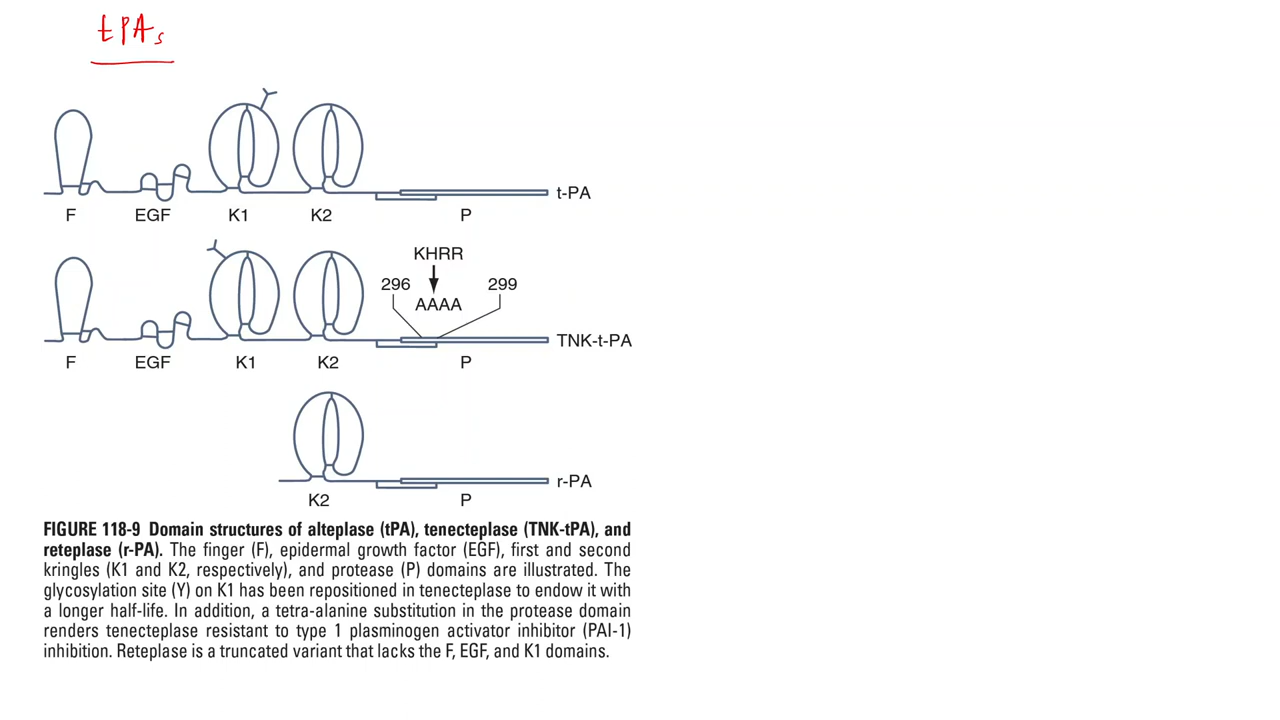 tPAs
t-PA
F EGF K1 K2 P
KHRR
296 299
AAAA
TNK-t-PA
F EGF K1 K2 P
r-PA
K2 P
FIGURE 118-9 Domain structures of alteplase (tPA), tenecteplase (TNK-tPA), and
reteplase (r-PA). The finger (F), epidermal growth factor (EGF), first and second
kringles (K1 and K2, respectively), and protease (P) domains are illustrated. The
glycosylation site (Y) on K1 has been repositioned in tenecteplase to endow it with
a longer half-life. In addition, a tetra-alanine substitution in the protease domain
renders tenecteplase resistant to type 1 plasminogen activator inhibitor (PAI-1)
inhibition. Reteplase is a truncated variant that lacks the F, EGF, and K1 domains.